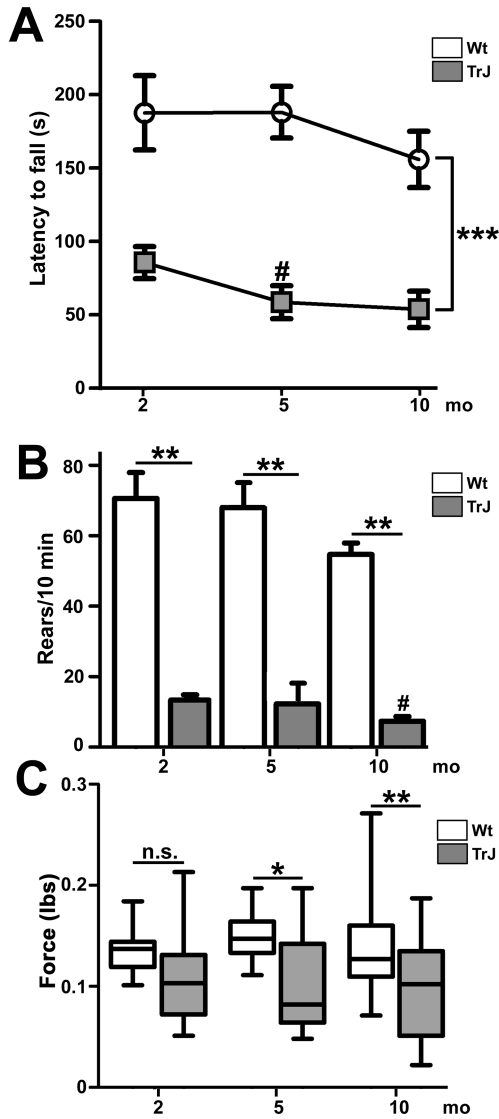 A
Latency to fall (s)
250
200
150
100
50
0
Wt
TrJ
#
***
2 5 10 mo
B
Rears/10 min
80
60
40
20
0
**
**
**
#
Wt
TrJ
2 5 10 mo
C
Force (lbs)
0.3
0.2
0.1
0
n.s.
*
**
Wt
TrJ
2 5 10 mo